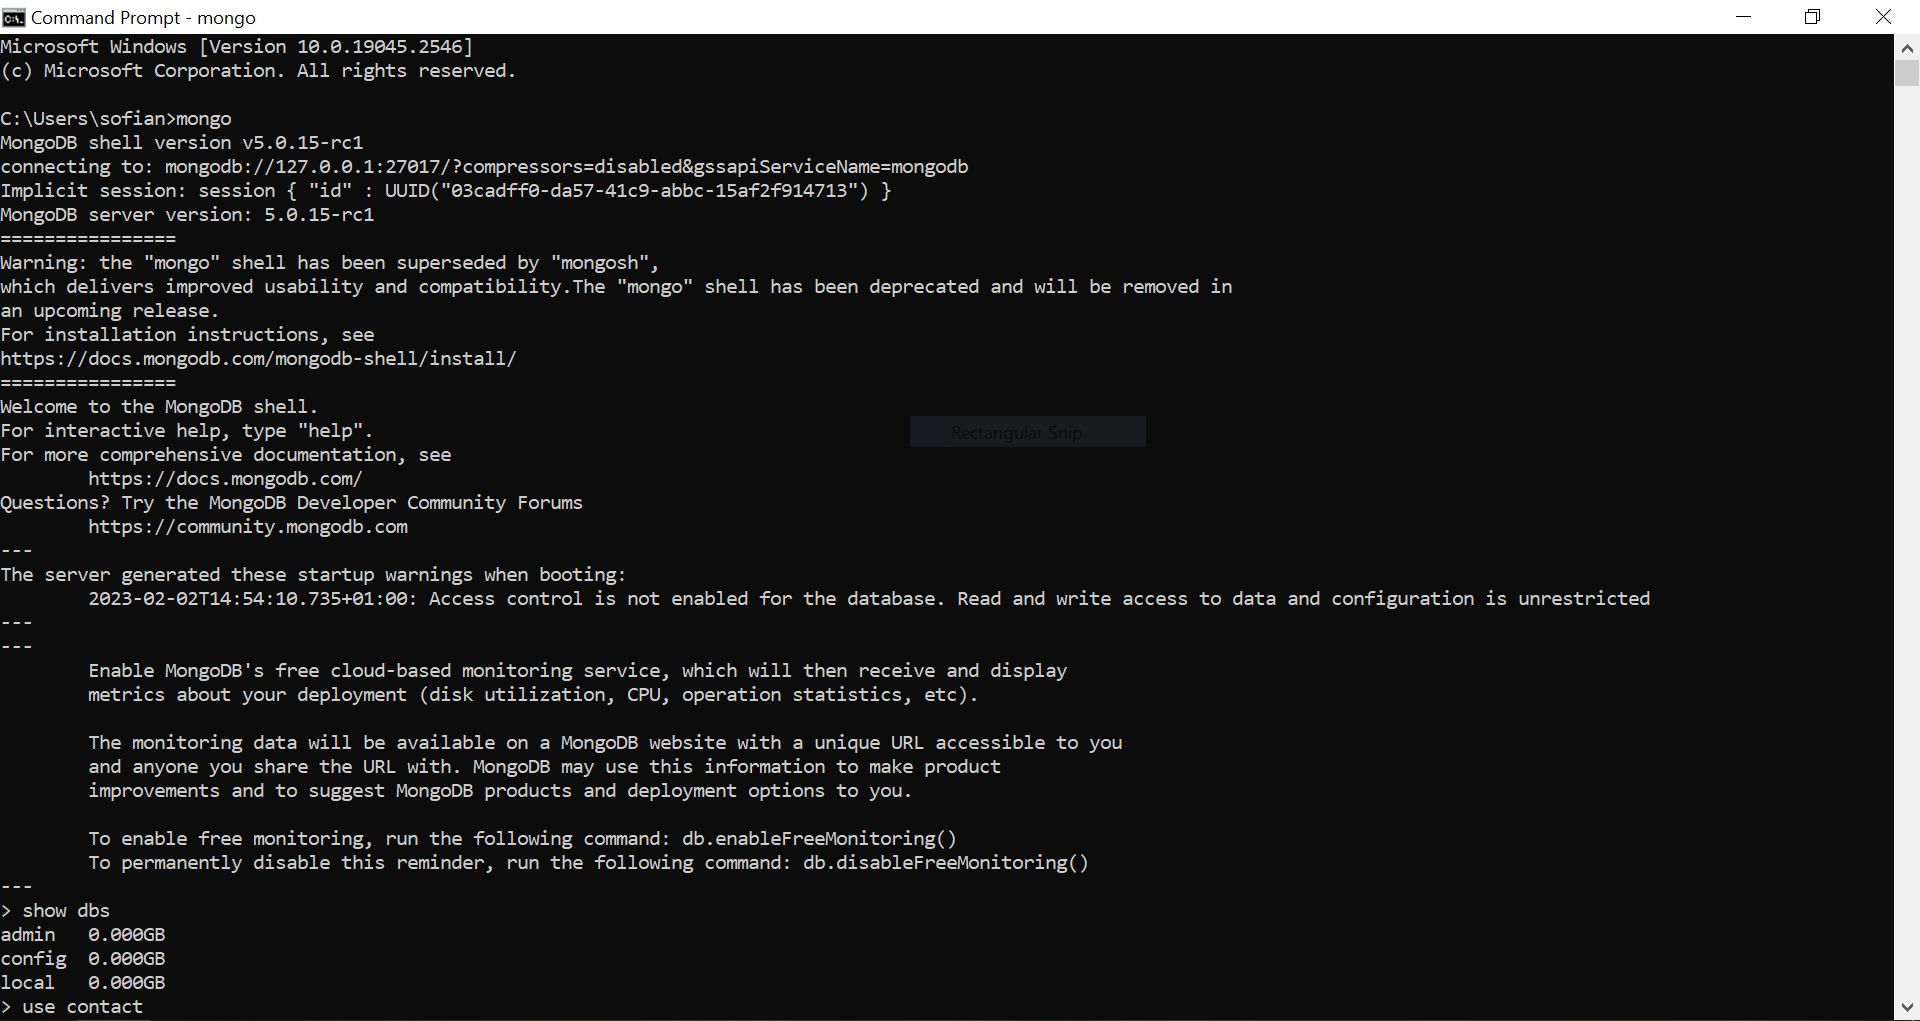 Command Prompt - mongo
Microsoft Windows [Version 10.0.19045.2546]
(c) Microsoft Corporation. All rights reserved.
C:\Users\sofian>mongo
MongoDB shell version v5.0.15-rc1
connecting to: mongodb://127.0.0.1:27017/?compressors=disabled&gssapiServiceName=mongodb
Implicit session: session { "id" : UUID("03cadff0-da57-41c9-abbc-15af2f914713") }
MongoDB server version: 5.0.15-rc1
================
Warning: the "mongo" shell has been superseded by "mongosh",
which delivers improved usability and compatibility.The "mongo" shell has been deprecated and will be removed in
an upcoming release.
For installation instructions, see
https://docs.mongodb.com/mongodb-shell/install/
================
Welcome to the MongoDB shell.
For interactive help, type "help".
Rectangular Snip
For more comprehensive documentation, see
        https://docs.mongodb.com/
Questions? Try the MongoDB Developer Community Forums
        https://community.mongodb.com
---
The server generated these startup warnings when booting:
        2023-02-02T14:54:10.735+01:00: Access control is not enabled for the database. Read and write access to data and configuration is unrestricted
---
---
        Enable MongoDB's free cloud-based monitoring service, which will then receive and display
        metrics about your deployment (disk utilization, CPU, operation statistics, etc).
        The monitoring data will be available on a MongoDB website with a unique URL accessible to you
        and anyone you share the URL with. MongoDB may use this information to make product
        improvements and to suggest MongoDB products and deployment options to you.
        To enable free monitoring, run the following command: db.enableFreeMonitoring()
        To permanently disable this reminder, run the following command: db.disableFreeMonitoring()
---
> show dbs
admin   0.000GB
config  0.000GB
local   0.000GB
> use contact